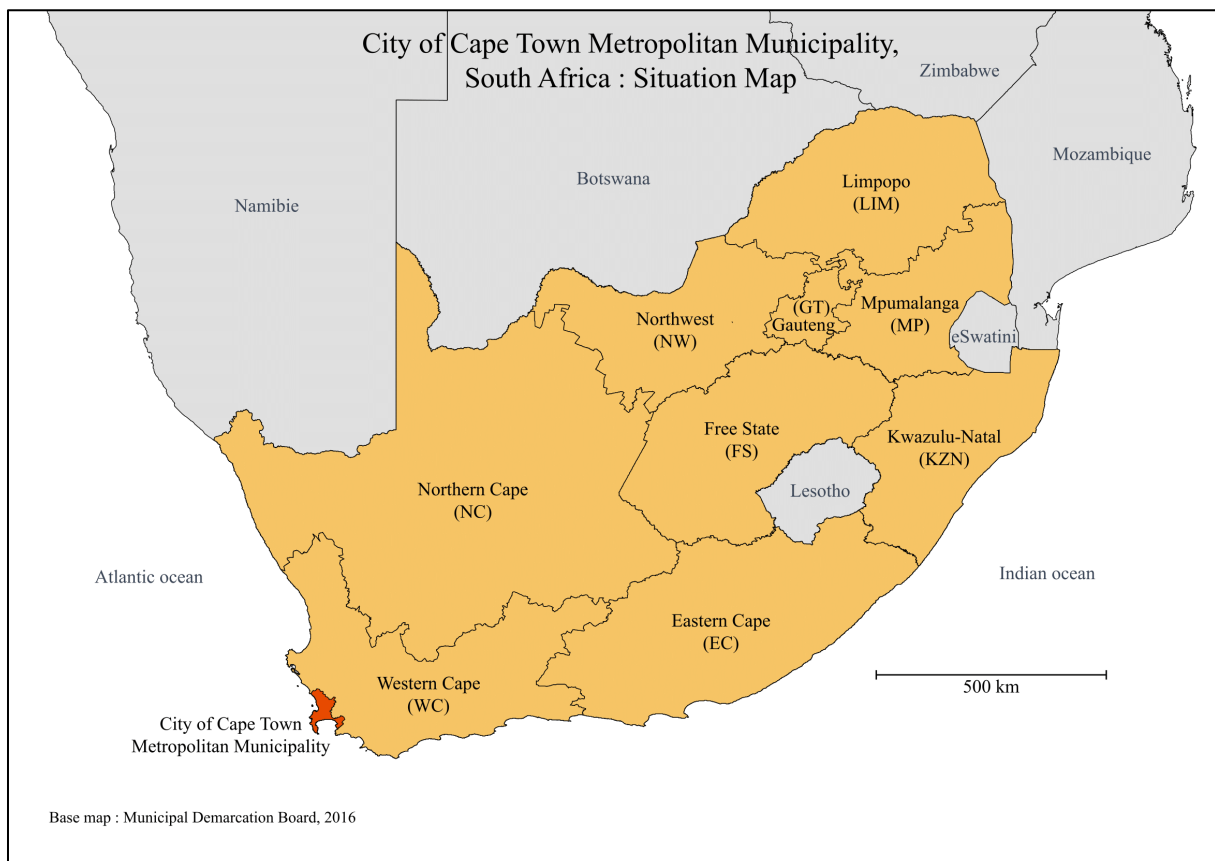 City of Cape Town Metropolitan Municipality,
South Africa : Situation Map
Zimbabwe
Mozambique
Botswana
Namibie
Limpopo
(LIM)
Northwest
(NW)
(GT)
Gauteng
Mpumalanga
(MP)
eSwatini
Free State
(FS)
Kwazulu-Natal
(KZN)
Lesotho
Northern Cape
(NC)
Atlantic ocean
Indian ocean
Eastern Cape
(EC)
Western Cape
(WC)
500 km
City of Cape Town
Metropolitan Municipality
Base map : Municipal Demarcation Board, 2016